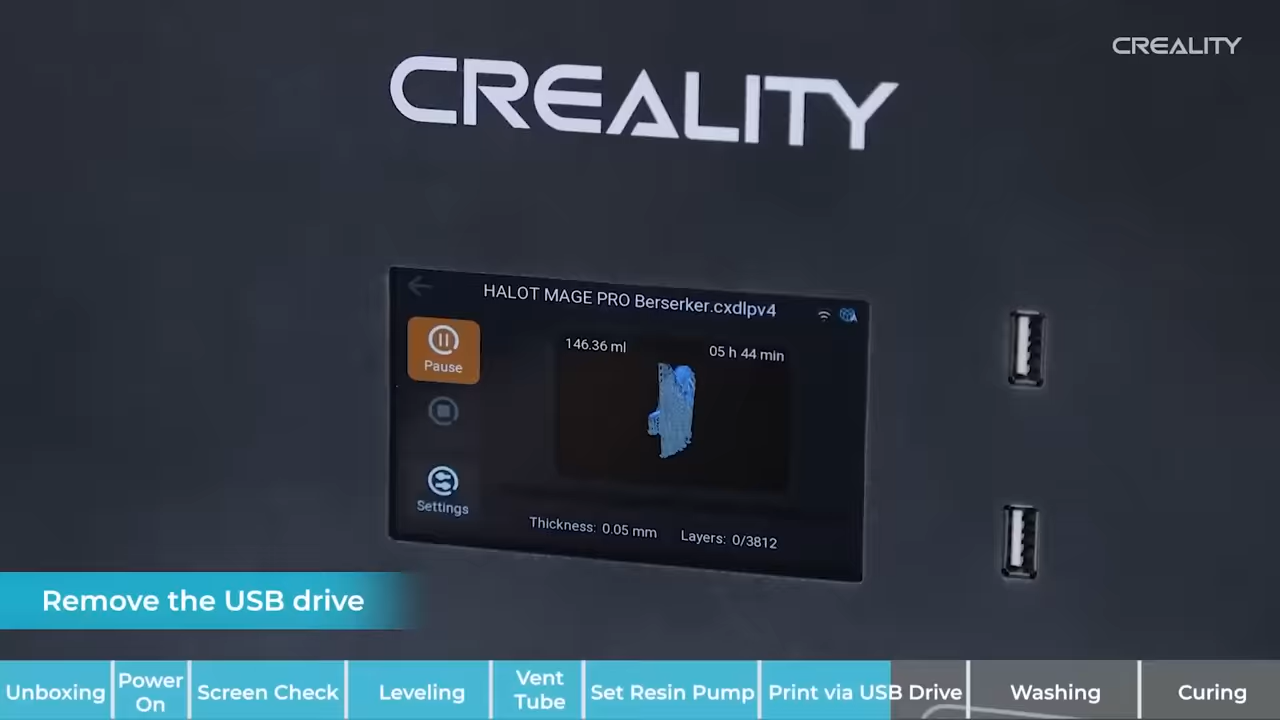 CREALITY
CREALITY
HALOT MAGE PRO Berserker.cxdlpv4
Pause
146.36 ml
05 h 44 min
Settings
Thickness: 0.05 mm
Layers: 0/3812
Remove the USB drive
Unboxing
Power
On
Screen Check
Leveling
Vent
Tube
Set Resin Pump
Print via USB Drive
Washing
Curing